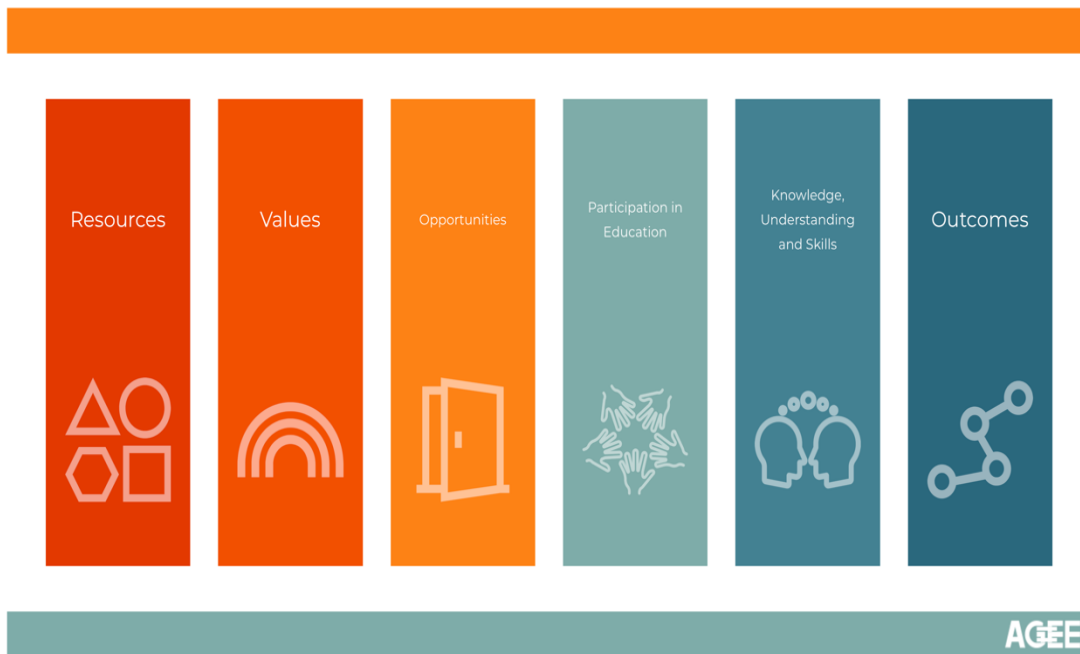 Resources
Values
Opportunities
Participation in
Education
Knowledge,
Understanding
and Skills
Outcomes
AGEE